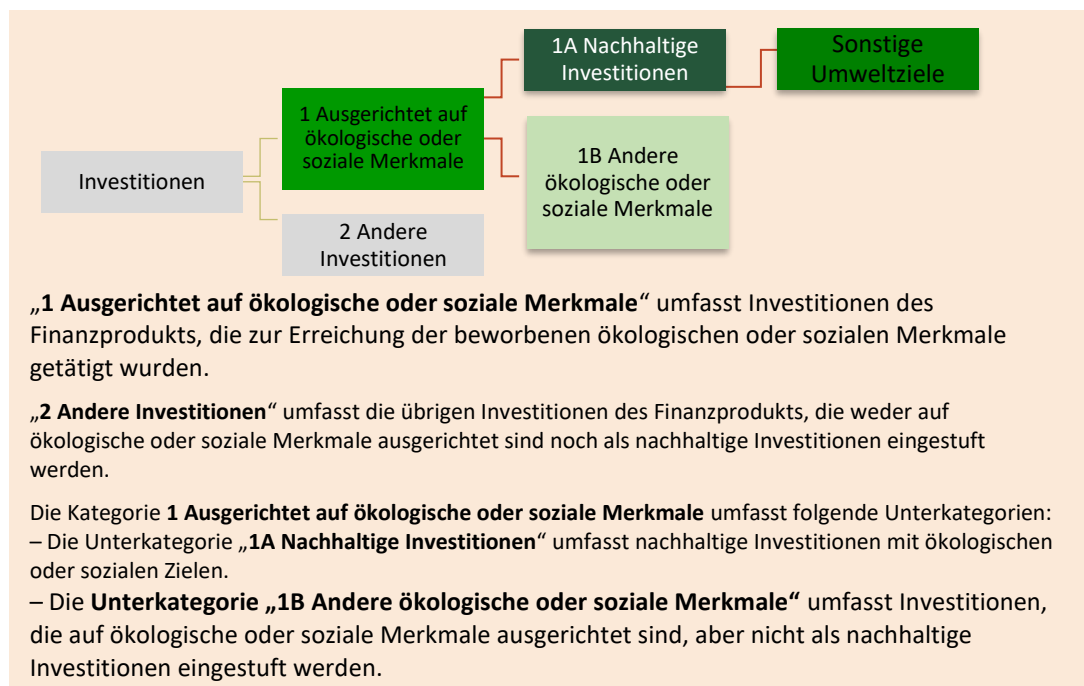 1A Nachhaltige
Investitionen
Sonstige
Umweltziele
1 Ausgerichtet auf
ökologische oder
soziale Merkmale
1B Andere
ökologische oder
soziale Merkmale
Investitionen
2 Andere
Investitionen
„1 Ausgerichtet auf ökologische oder soziale Merkmale“ umfasst Investitionen des
Finanzprodukts, die zur Erreichung der beworbenen ökologischen oder sozialen Merkmale
getätigt wurden.
„2 Andere Investitionen“ umfasst die übrigen Investitionen des Finanzprodukts, die weder auf
ökologische oder soziale Merkmale ausgerichtet sind noch als nachhaltige Investitionen eingestuft
werden.
Die Kategorie 1 Ausgerichtet auf ökologische oder soziale Merkmale umfasst folgende Unterkategorien:
– Die Unterkategorie „1A Nachhaltige Investitionen“ umfasst nachhaltige Investitionen mit ökologischen
oder sozialen Zielen.
– Die Unterkategorie „1B Andere ökologische oder soziale Merkmale“ umfasst Investitionen,
die auf ökologische oder soziale Merkmale ausgerichtet sind, aber nicht als nachhaltige
Investitionen eingestuft werden.